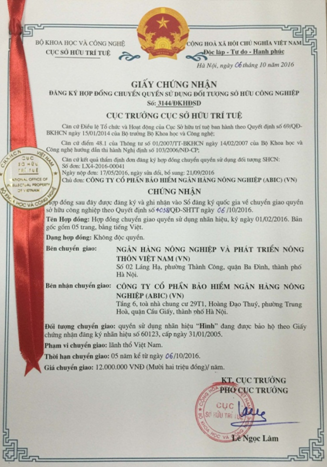 BỘ KHOA HỌC VÀ CÔNG NGHỆ
CỤC SỞ HỮU TRÍ TUỆ
CỘNG HOÀ XÃ HỘI CHỦ NGHĨA VIỆT NAM
Độc lập - Tự do - Hạnh phúc
Hà Nội, ngày 06 tháng 10 năm 2016
GIẤY CHỨNG NHẬN
ĐĂNG KÝ HỢP ĐỒNG CHUYỂN QUYỀN SỬ DỤNG ĐỐI TƯỢNG SỞ HỮU CÔNG NGHIỆP
Số: 3144/ĐKHĐSD
CỤC TRƯỞNG CỤC SỞ HỮU TRÍ TUỆ
Căn cứ Điều lệ Tổ chức và Hoạt động của Cục Sở hữu trí tuệ ban hành theo Quyết định số 69/QĐ-
BKHCN ngày 15/01/2014 của Bộ trưởng Bộ Khoa học và Công nghệ;
Căn cứ điểm 48.1 của Thông tư số 01/2007/TT-BKHCN ngày 14/02/2007 của Bộ Khoa học và
Công nghệ hướng dẫn thi hành Nghị định số 103/2006/NĐ-CP;
Căn cứ kết quả thẩm định đơn đăng ký hợp đồng chuyển quyền sử dụng đối tượng SHCN:
Số đơn: LX4-2016-00041
Ngày nộp đơn: 17/05/2016, ngày sửa đổi, bổ sung: 21/09/2016
Chủ đơn: CÔNG TY CỔ PHẦN BẢO HIỂM NGÂN HÀNG NÔNG NGHIỆP (ABIC) (VN)
CHỨNG NHẬN
Hợp đồng sau đây được đăng ký và ghi nhận vào Sổ đăng ký quốc gia về chuyển giao quyền
sở hữu công nghiệp theo Quyết định số /QĐ-SHTT ngày 06/10/2016.
Tên Hợp đồng: Hợp đồng chuyển giao quyền sử dụng nhãn hiệu, ký ngày 01/02/2016. Bản
gốc gồm 05 trang, bằng tiếng Việt.
Dạng hợp đồng: Không độc quyền.
Bên chuyển giao: NGÂN HÀNG NÔNG NGHIỆP VÀ PHÁT TRIỂN NÔNG
THÔN VIỆT NAM (VN)
Số 02 Láng Hạ, phường Thành Công, quận Ba Đình, thành phố
Hà Nội
Bên nhận chuyển giao: CÔNG TY CỔ PHẦN BẢO HIỂM NGÂN HÀNG NÔNG NGHIỆP
(ABIC) (VN)
Tầng 6, toà nhà chung cư 29T1, Hoàng Đạo Thuý, phường Trung
Hoà, quận Cầu Giấy, thành phố Hà Nội.
Đối tượng chuyển giao: quyền sử dụng nhãn hiệu "Hình" đang được bảo hộ theo Giấy
chứng nhận đăng ký nhãn hiệu số 60123, cấp ngày 31/01/2005.
Phạm vi chuyển giao: lãnh thổ Việt Nam.
Thời hạn chuyển giao: 05 năm kể từ ngày 06/10/2016.
Giá chuyển giao: 12.000.000 VNĐ (Mười hai triệu đồng)/ năm.
KT. CỤC TRƯỞNG
PHÓ CỤC TRƯỞNG
CỤC
SỞ HỮU TRÍ TUỆ
Lê Ngọc Lâm